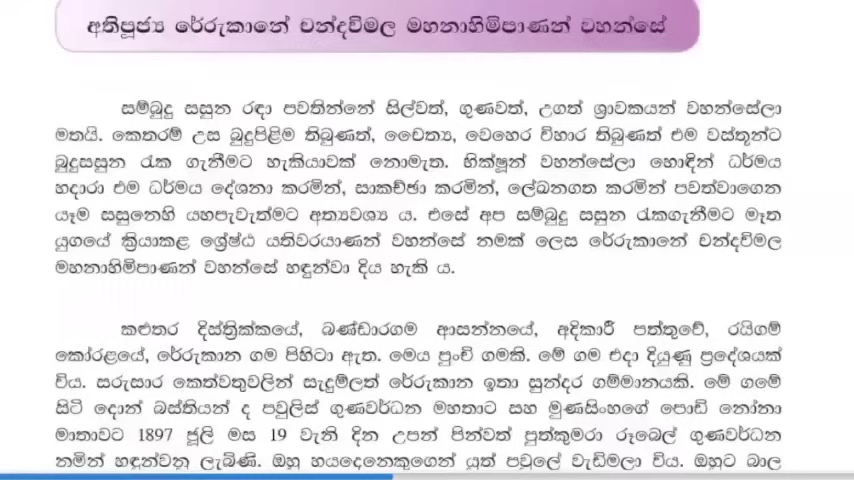 අතිපූජ්‍ය රේරුකානේ චන්දවිමල මහනාහිමිපාණන් වහන්සේ
සම්බුදු සසුන රඳා පවතින්නේ සිල්වත්, ගුණවත්, උගත් ශ්‍රාවකයන් වහන්සේලා
මතයි. කෙතරම් උස බුදුපිළිම තිබුණත්, චෛත්‍ය, වෙහෙර විහාර තිබුණත් එම වස්තූන්ට
බුදුසසුන රැක ගැනීමට හැකියාවක් නොමැත. භික්ෂූන් වහන්සේලා හොඳින් ධර්මය
හදාරා එම ධර්මය දේශනා කරමින්, සාකච්ඡා කරමින්, ලේඛනගත කරමින් පවත්වාගෙන
යෑම සසුනෙහි යහපැවැත්මට අත්‍යවශ්‍ය ය. එසේ අප සම්බුදු සසුන රැකගැනීමට මෑත
යුගයේ ක්‍රියාකළ ශ්‍රේෂ්ඨ යතිවරයාණන් වහන්සේ නමක් ලෙස රේරුකානේ චන්දවිමල
මහනාහිමිපාණන් වහන්සේ හඳුන්වා දිය හැකි ය.
කළුතර දිස්ත්‍රික්කයේ, බණ්ඩාරගම ආසන්නයේ, අදිකාරී පත්තුවේ, රයිගම්
කෝරළයේ, රේරුකාන ගම පිහිටා ඇත. මෙය පුංචි ගමකි. මේ ගම එදා දියුණු ප්‍රදේශයක්
විය. සරුසාර කෙත්වතුවලින් සැදුම්ලත් රේරුකාන ඉතා සුන්දර ගම්මානයකි. මේ ගමේ
සිටි දොන් බස්තියන් ද පවුලිස් ගුණවර්ධන මහතාට සහ මුණසිංහගේ පොඩි නෝනා
මාතාවට 1897 ජූලි මස 19 වැනි දින උපන් පින්වත් පුත්කුමරා රූබෙල් ගුණවර්ධන
නමින් හඳුන්වනු ලැබිණි. ඔහු හයදෙනෙකුගෙන් යුත් පවුලේ වැඩිමලා විය. ඔහුට බාල